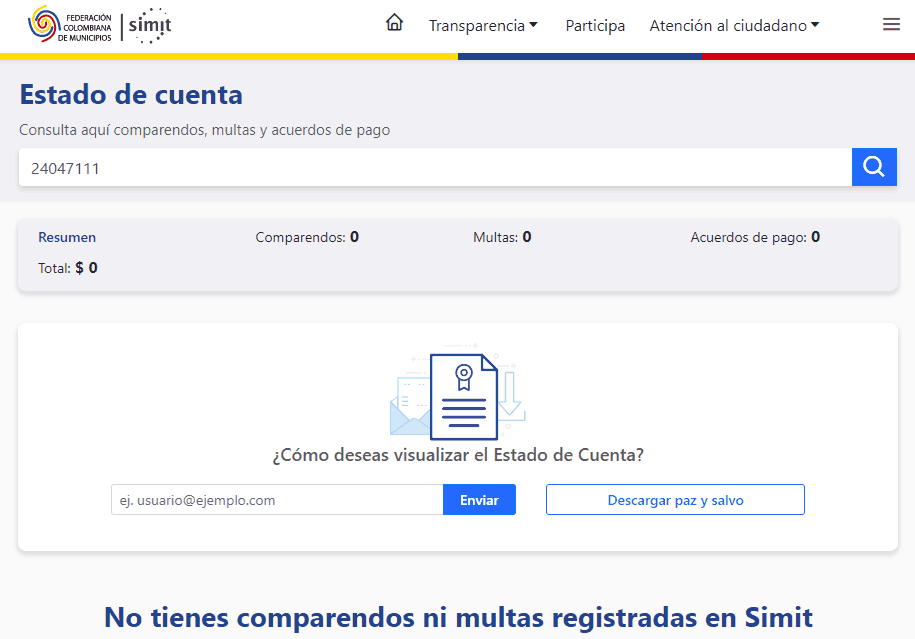 FEDERACIÓN
COLOMBIANA
DE MUNICIPIOS
simit
Transparencia
Participa
Atención al ciudadano
Estado de cuenta
Consulta aquí comparendos, multas y acuerdos de pago
24047111
Resumen
Comparendos: 0
Multas: 0
Acuerdos de pago: 0
Total: $ 0
¿Cómo deseas visualizar el Estado de Cuenta?
ej. usuario@ejemplo.com
Enviar
Descargar paz y salvo
No tienes comparendos ni multas registradas en Simit